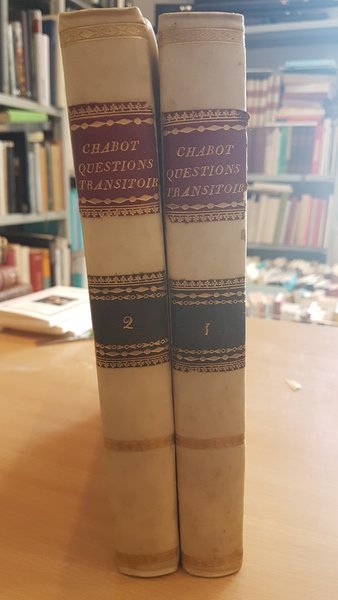 CHABOT
QUESTIONS
TRANSITOIR
2
CHABOT
QUESTIONS
TRANSITOIR
1